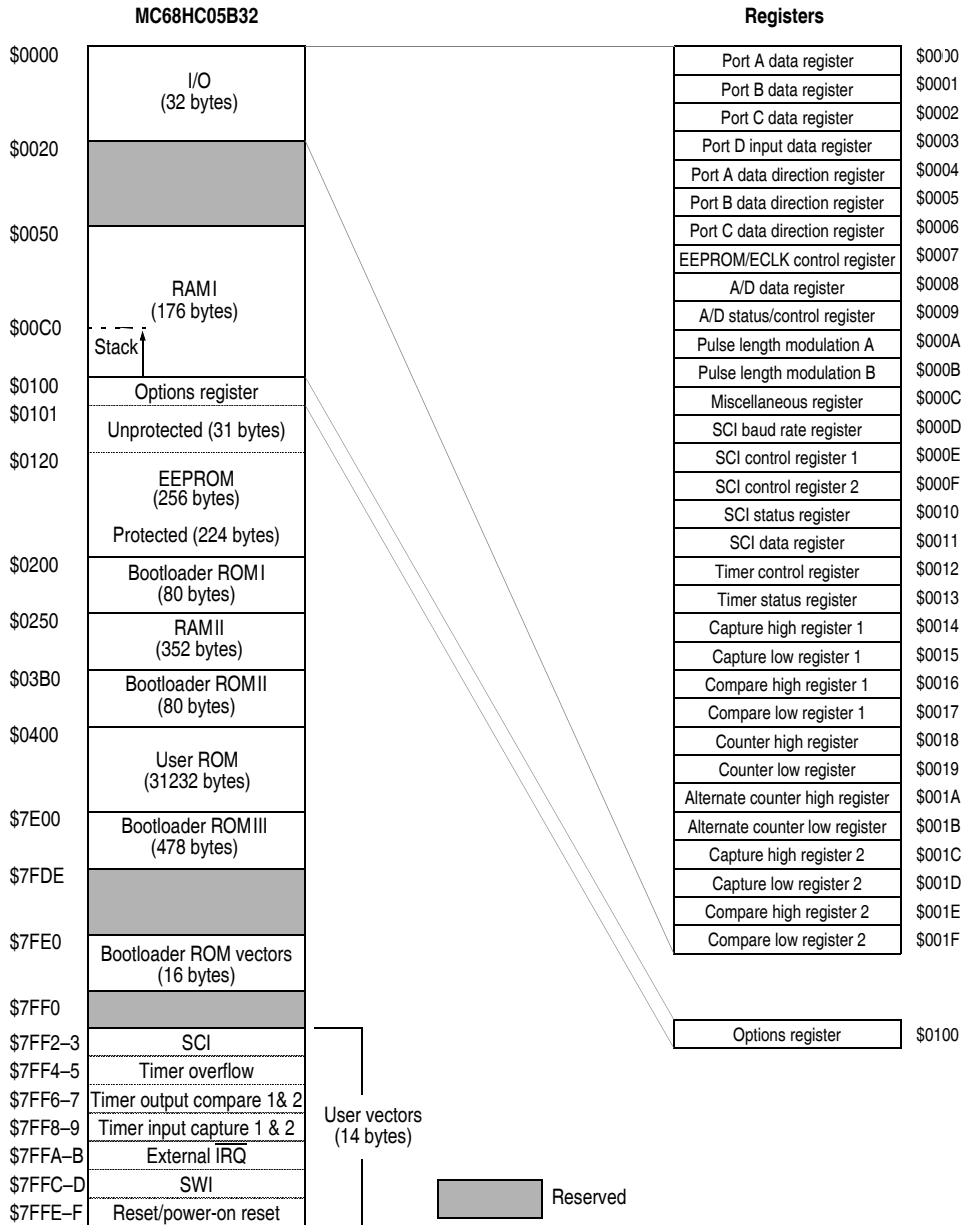 MC68HC05B32
$0000
I/O
(32 bytes)
$0020
$0050
RAMI
(176 bytes)
$00C0
Stack
$0100
Options register
$0101
Unprotected (31 bytes)
$0120
EEPROM
(256 bytes)
Protected (224 bytes)
$0200
Bootloader ROMI
(80 bytes)
$0250
RAMII
(352 bytes)
$03B0
Bootloader ROMII
(80 bytes)
$0400
User ROM
(31232 bytes)
$7E00
Bootloader ROMIII
(478 bytes)
$7FDE
$7FE0
Bootloader ROM vectors
(16 bytes)
$7FF0
$7FF2–3 SCI
$7FF4–5 Timer overflow
$7FF6–7 Timer output compare 1& 2
$7FF8–9 Timer input capture 1 & 2
$7FFA–B External IRQ
$7FFC–D SWI
$7FFE–F Reset/power-on reset
User vectors
(14 bytes)
Reserved
Registers
Port A data register $0000
Port B data register $0001
Port C data register $0002
Port D input data register $0003
Port A data direction register $0004
Port B data direction register $0005
Port C data direction register $0006
EEPROM/ECLK control register $0007
A/D data register $0008
A/D status/control register $0009
Pulse length modulation A $000A
Pulse length modulation B $000B
Miscellaneous register $000C
SCI baud rate register $000D
SCI control register 1 $000E
SCI control register 2 $000F
SCI status register $0010
SCI data register $0011
Timer control register $0012
Timer status register $0013
Capture high register 1 $0014
Capture low register 1 $0015
Compare high register 1 $0016
Compare low register 1 $0017
Counter high register $0018
Counter low register $0019
Alternate counter high register $001A
Alternate counter low register $001B
Capture high register 2 $001C
Capture low register 2 $001D
Compare high register 2 $001E
Compare low register 2 $001F
Options register $0100